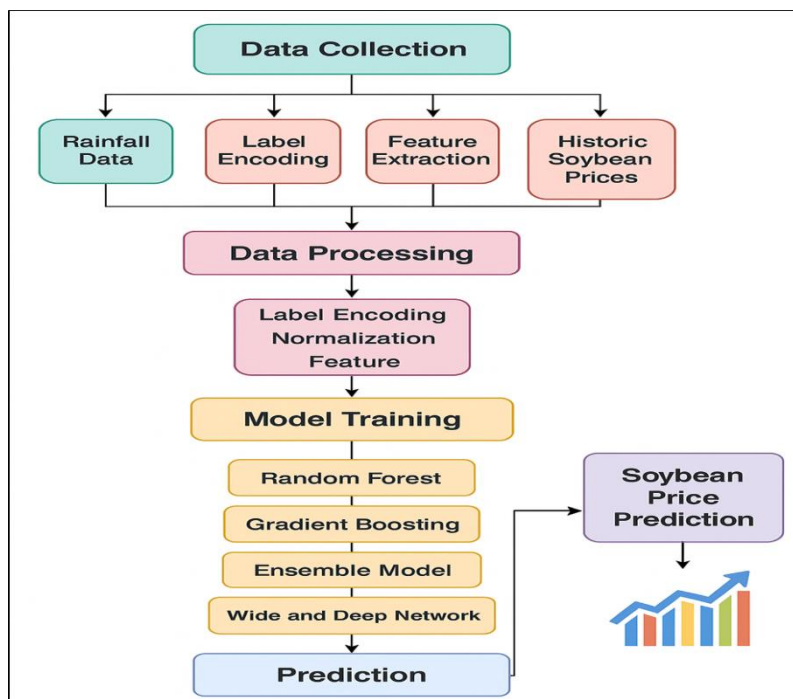 Data Collection
Rainfall
Data
Label
Encoding
Feature
Extraction
Historic
Soybean
Prices
Data Processing
Label Encoding
Normalization
Feature
Model Training
Random Forest
Gradient Boosting
Ensemble Model
Wide and Deep Network
Prediction
Soybean
Price
Prediction